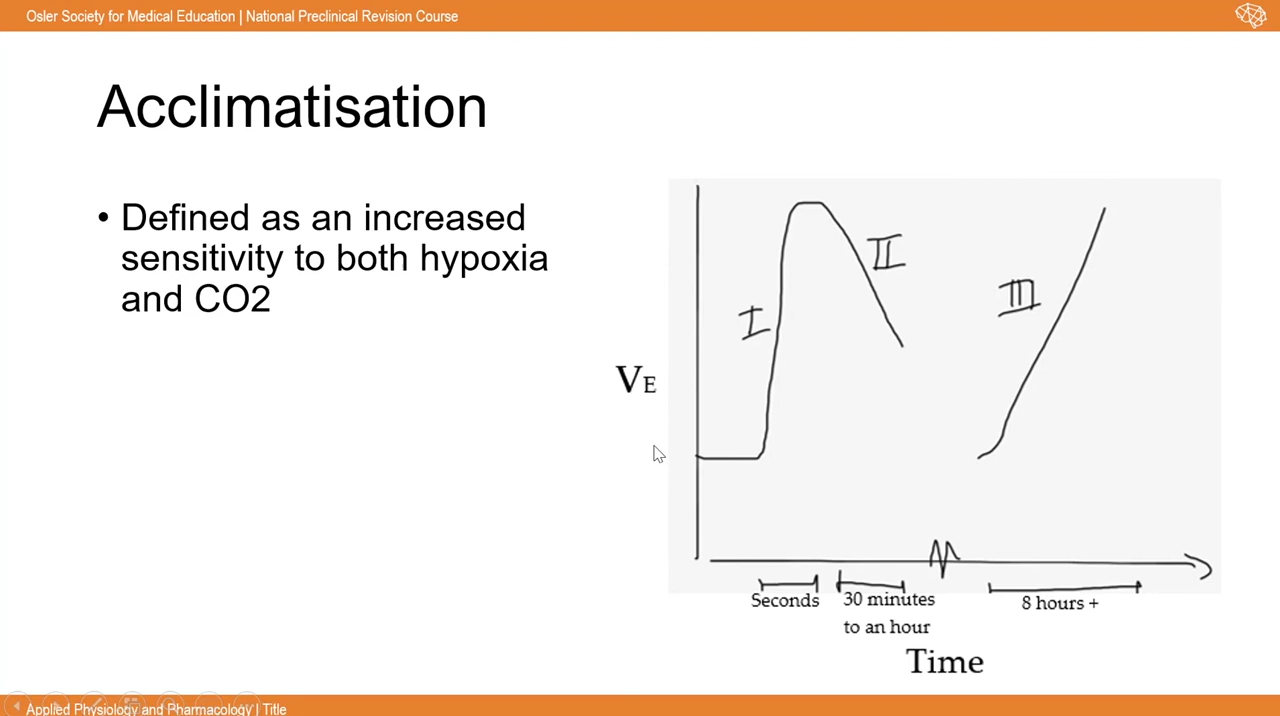 Osler Society for Medical Education | National Preclinical Revision Course
Acclimatisation
• Defined as an increased
sensitivity to both hypoxia
and CO2
I
II
III
VE
Seconds
30 minutes
to an hour
8 hours +
Time
Applied Physiology and Pharmacology | Title